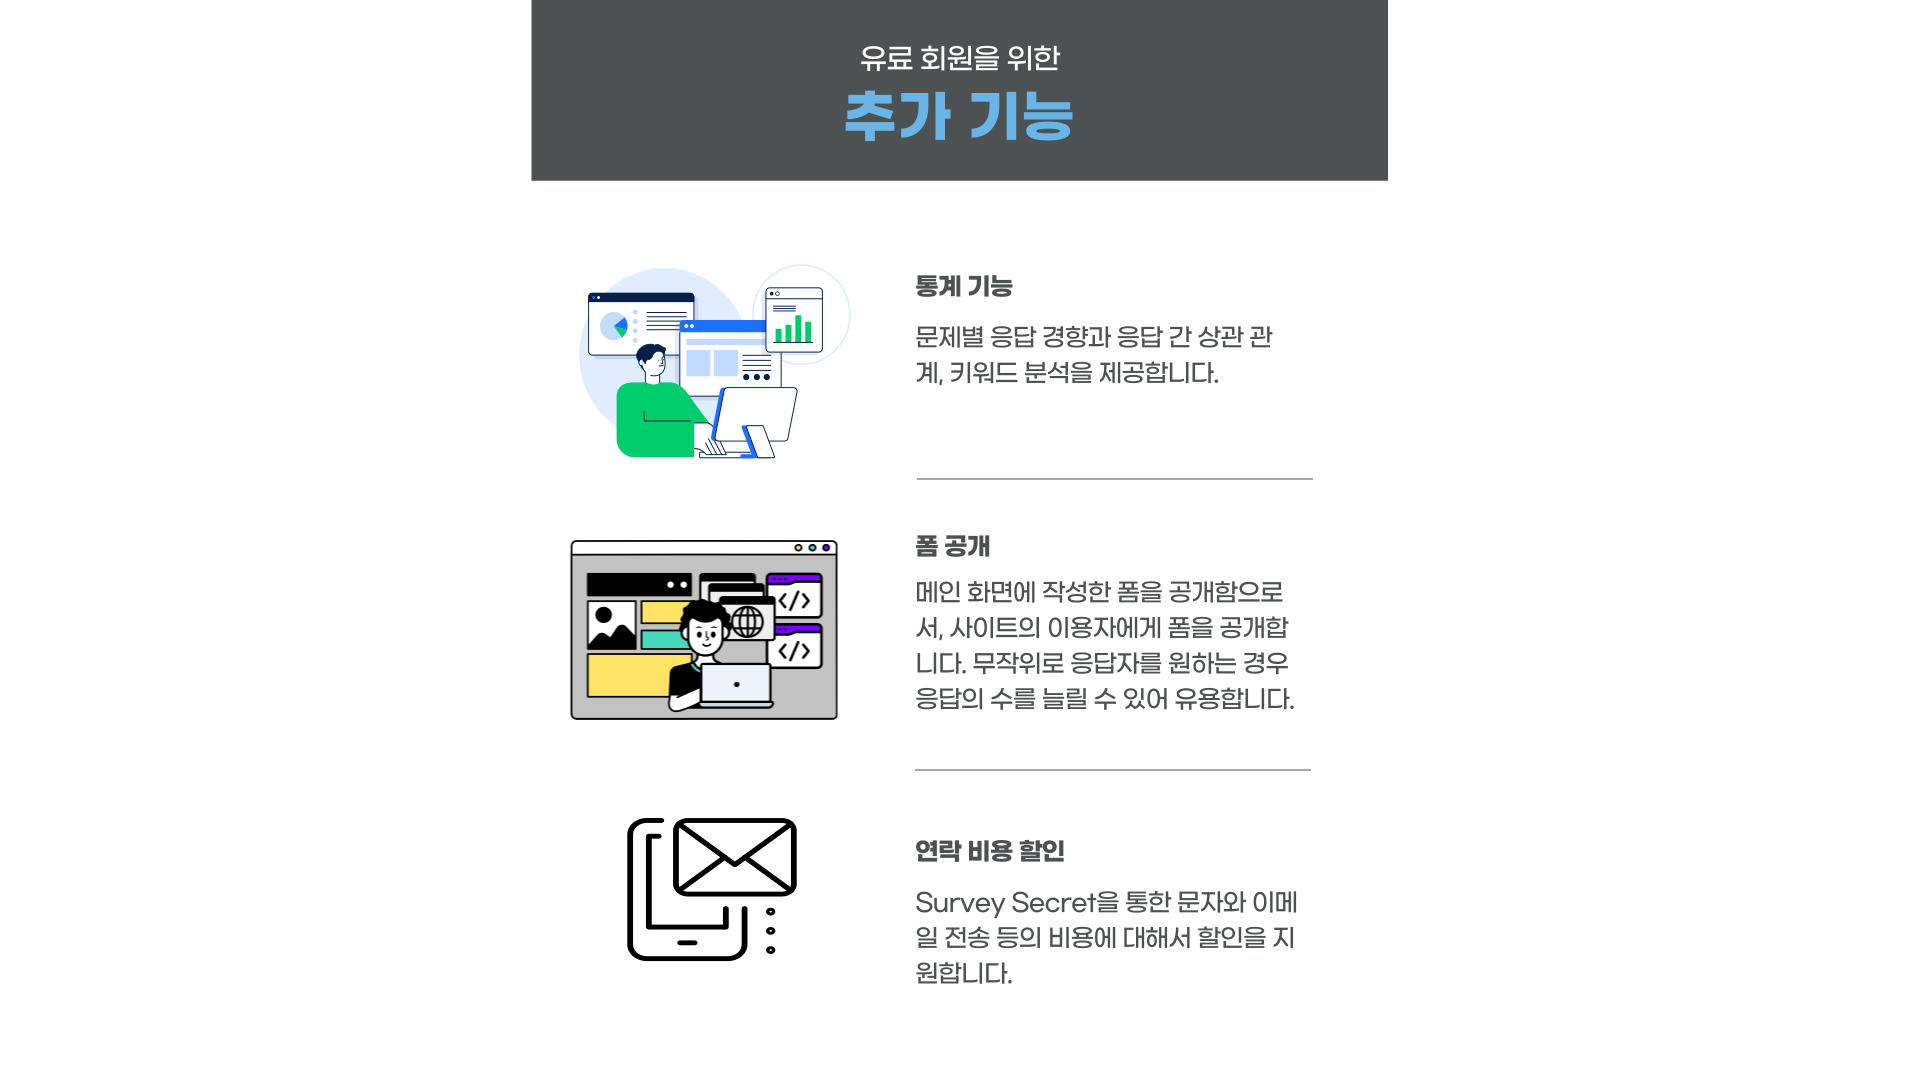 유료 회원을 위한
추가 기능
통계 기능
문제별 응답 경향과 응답 간 상관 관
계, 키워드 분석을 제공합니다.
폼 공개
메인 화면에 작성한 폼을 공개함으로
서, 사이트의 이용자에게 폼을 공개합
니다. 무작위로 응답자를 원하는 경우
응답의 수를 늘릴 수 있어 유용합니다.
</>
</>
연락 비용 할인
Survey Secret을 통한 문자와 이메
일 전송 등의 비용에 대해서 할인을 지
원합니다.